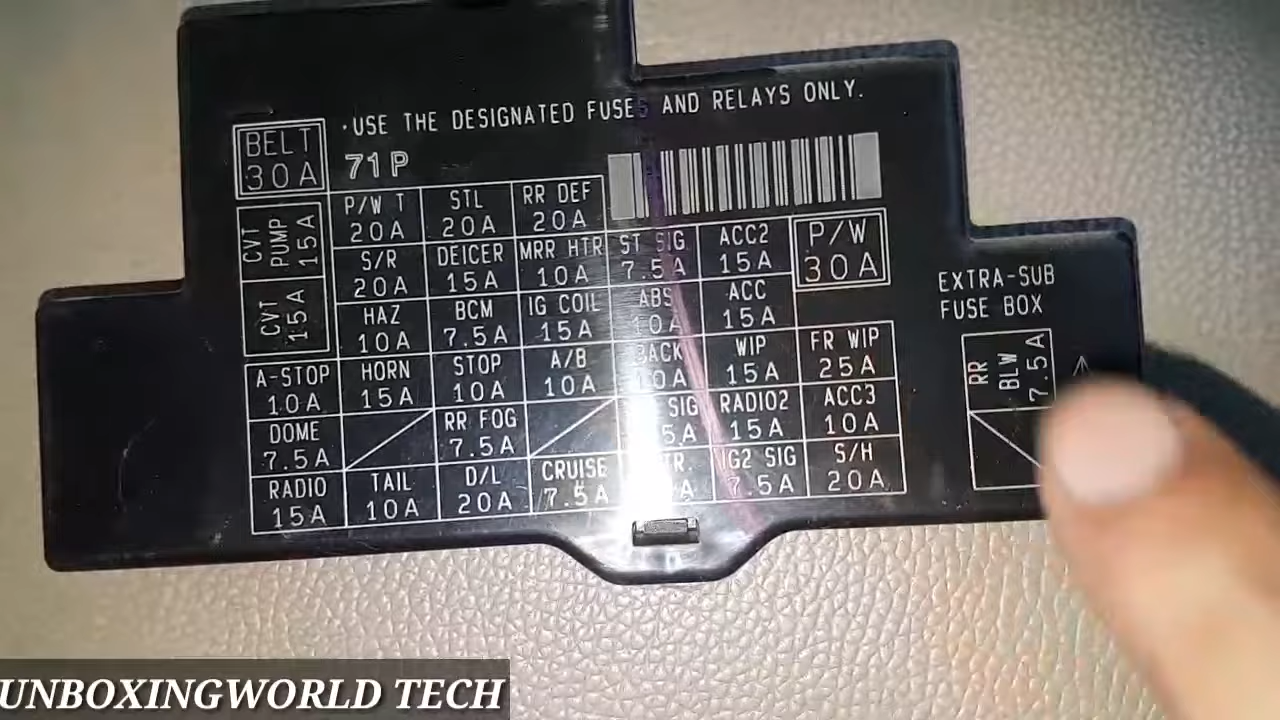 ·USE THE DESIGNATED FUSES AND RELAYS ONLY.
BELT
30A
71P
CVT
PUMP
15A
P/W T
20A
STL
20A
RR DEF
20A
S/R
20A
DEICER
15A
MRR HTR
10A
ST SIG
7.5A
ACC2
15A
P/W
30A
CVT
15A
HAZ
10A
BCM
7.5A
IG COIL
15A
ABS
10A
ACC
15A
A-STOP
10A
HORN
15A
STOP
10A
A/B
10A
BACK
10A
WIP
15A
FR WIP
25A
DOME
7.5A
RR FOG
7.5A
SIG
5A
RADIO2
15A
ACC3
10A
RADIO
15A
TAIL
10A
D/L
20A
CRUISE
7.5A
TR.
A
IG2 SIG
7.5A
S/H
20A
EXTRA-SUB
FUSE BOX
RR
BLW
7.5A
UNBOXINGWORLD TECH